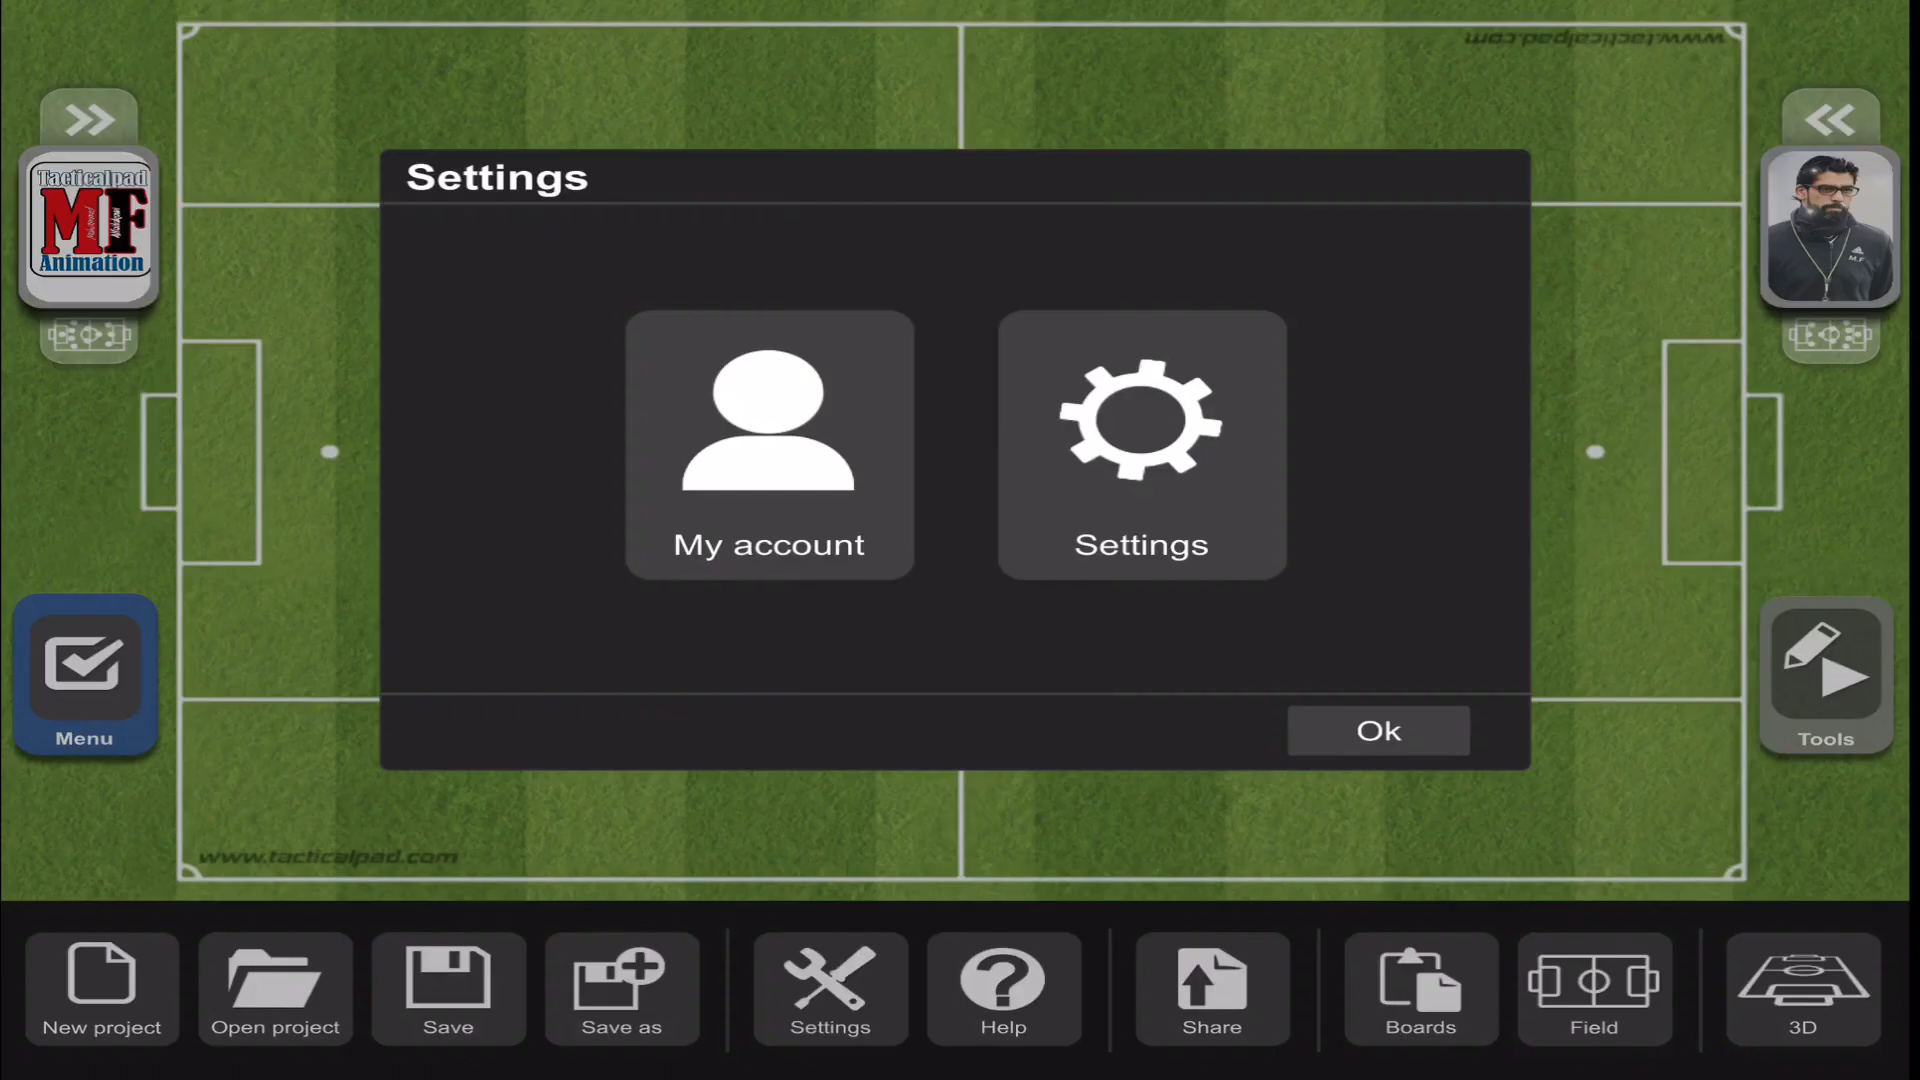 www.tacticalpad.com
Tacticalpad
MF
Animation
M.F
Settings
My account
Settings
Ok
Menu
Tools
www.tacticalpad.com
New project
Open project
Save
Save as
Settings
Help
Share
Boards
Field
3D